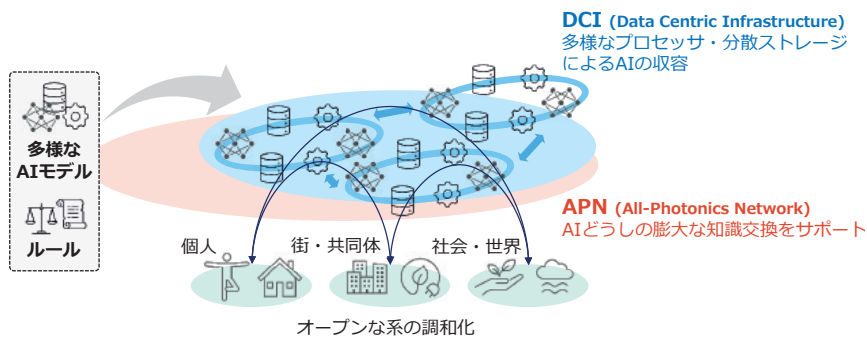 DCI (Data Centric Infrastructure)
多様なプロセッサ・分散ストレージ
によるAIの収容
多様な
AIモデル
ルール
APN (All-Photonics Network)
AIどうしの膨大な知識交換をサポート
個人
街・共同体
社会・世界
オープンな系の調和化